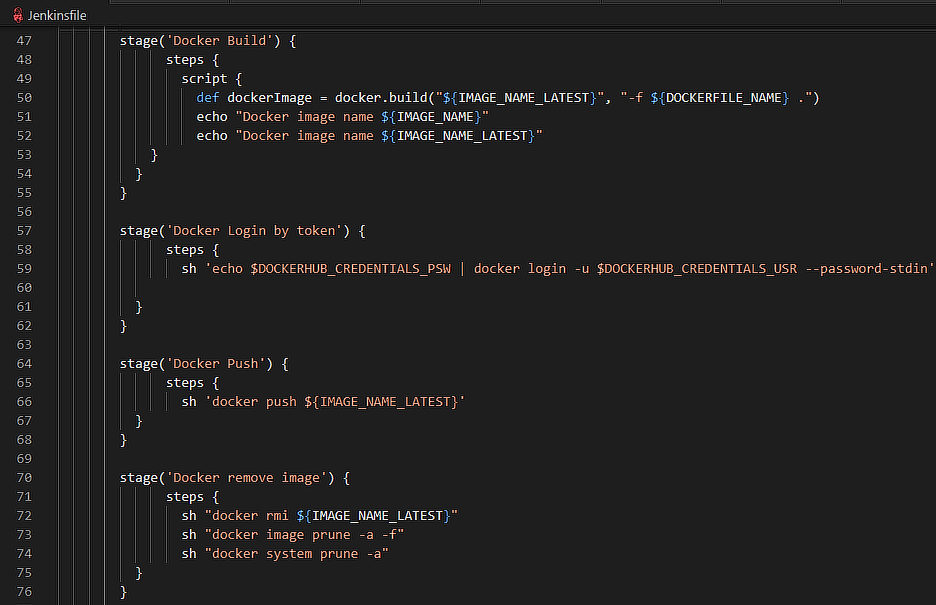 Jenkinsfile
47 stage('Docker Build') {
48 steps {
49 script {
50 def dockerImage = docker.build("${IMAGE_NAME_LATEST}", "-f ${DOCKERFILE_NAME} .")
51 echo "Docker image name ${IMAGE_NAME}"
52 echo "Docker image name ${IMAGE_NAME_LATEST}"
53 }
54 }
55 }
56
57 stage('Docker Login by token') {
58 steps {
59 sh 'echo $DOCKERHUB_CREDENTIALS_PSW | docker login -u $DOCKERHUB_CREDENTIALS_USR --password-stdin'
60
61 }
62 }
63
64 stage('Docker Push') {
65 steps {
66 sh 'docker push ${IMAGE_NAME_LATEST}'
67 }
68 }
69
70 stage('Docker remove image') {
71 steps {
72 sh "docker rmi ${IMAGE_NAME_LATEST}"
73 sh "docker image prune -a -f"
74 sh "docker system prune -a"
75 }
76 }